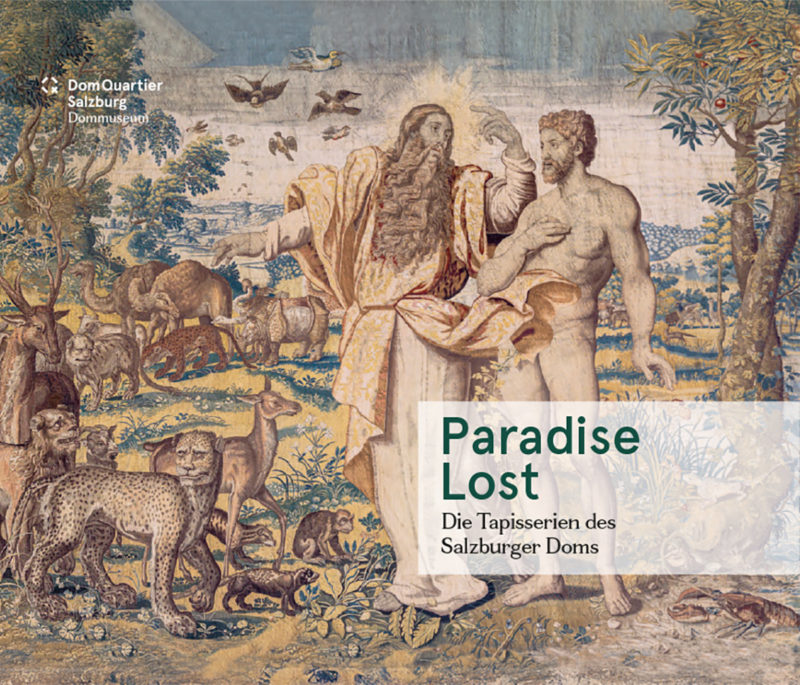 DomQuartier
Salzburg
Dommuseum
Paradise
Lost
Die Tapisserien des
Salzburger Doms